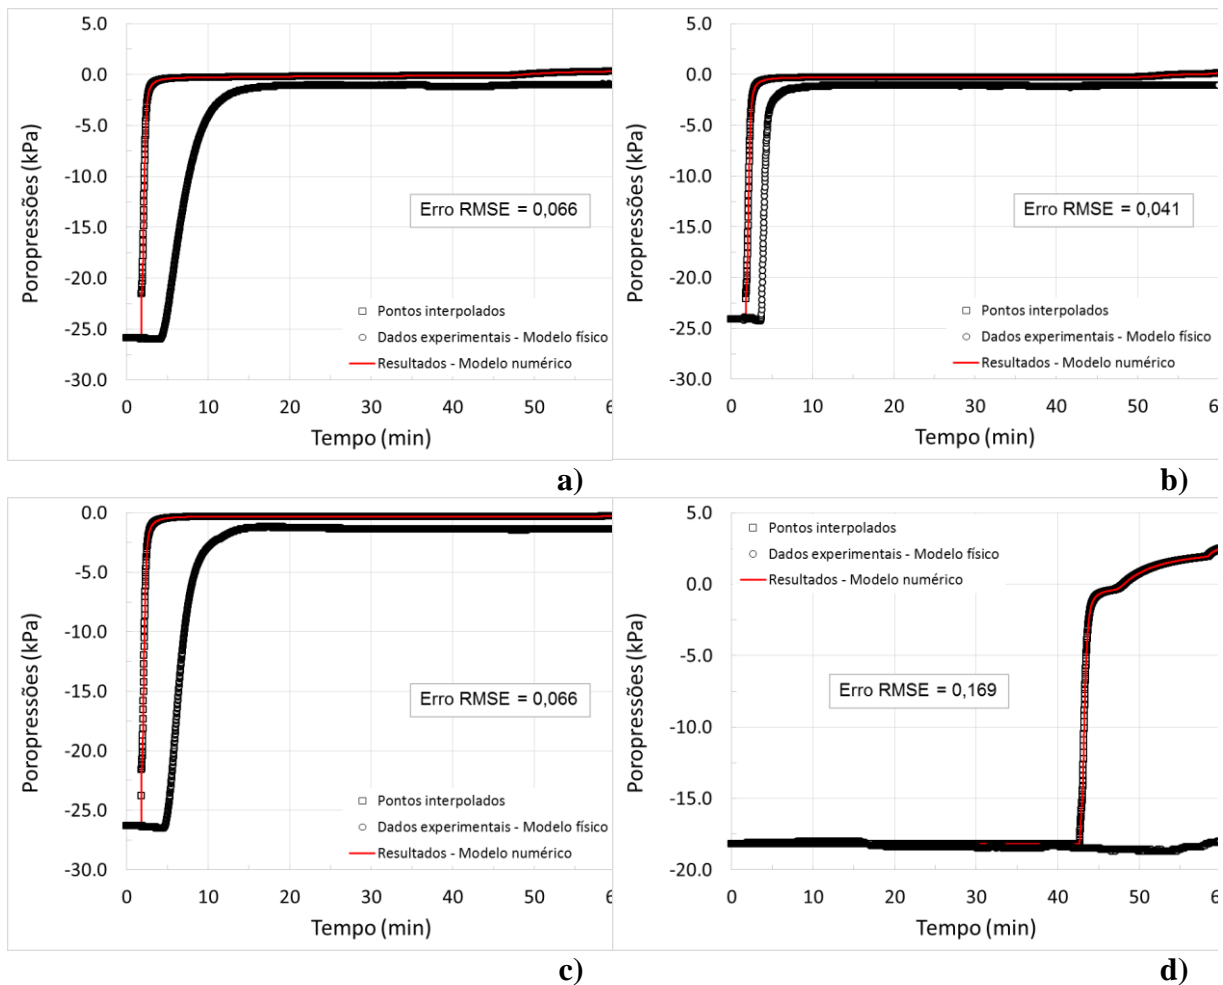 5.0
0.0
-5.0
-10.0
-15.0
-20.0
-25.0
-30.0
Poropressões (kPa)
Erro RMSE = 0,066
Pontos interpolados
Dados experimentais - Modelo físico
Resultados - Modelo numérico
0 10 20 30 40 50 6
Tempo (min)
a)
5.0
0.0
-5.0
-10.0
-15.0
-20.0
-25.0
-30.0
Poropressões (kPa)
Erro RMSE = 0,041
Pontos interpolados
Dados experimentais - Modelo físico
Resultados - Modelo numérico
0 10 20 30 40 50 6
Tempo (min)
b)
0.0
-5.0
-10.0
-15.0
-20.0
-25.0
-30.0
Poropressões (kPa)
Erro RMSE = 0,066
Pontos interpolados
Dados experimentais - Modelo físico
Resultados - Modelo numérico
0 10 20 30 40 50 6
Tempo (min)
c)
5.0
0.0
-5.0
-10.0
-15.0
-20.0
Poropressões (kPa)
Pontos interpolados
Dados experimentais - Modelo físico
Resultados - Modelo numérico
Erro RMSE = 0,169
0 10 20 30 40 50 6
Tempo (min)
d)